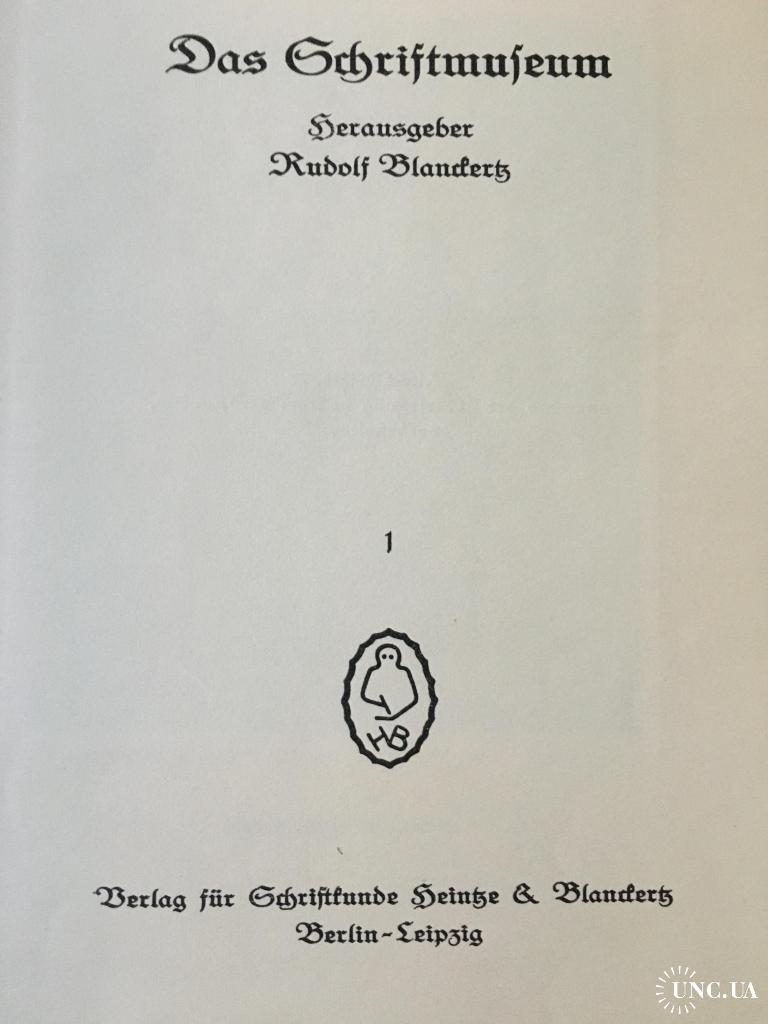 Das Schriftmuseum
Herausgeber
Rudolf Blanckertz
1
HB
Verlag für Schriftkunde Heintze & Blanckertz
Berlin-Leipzig
UNC.UA